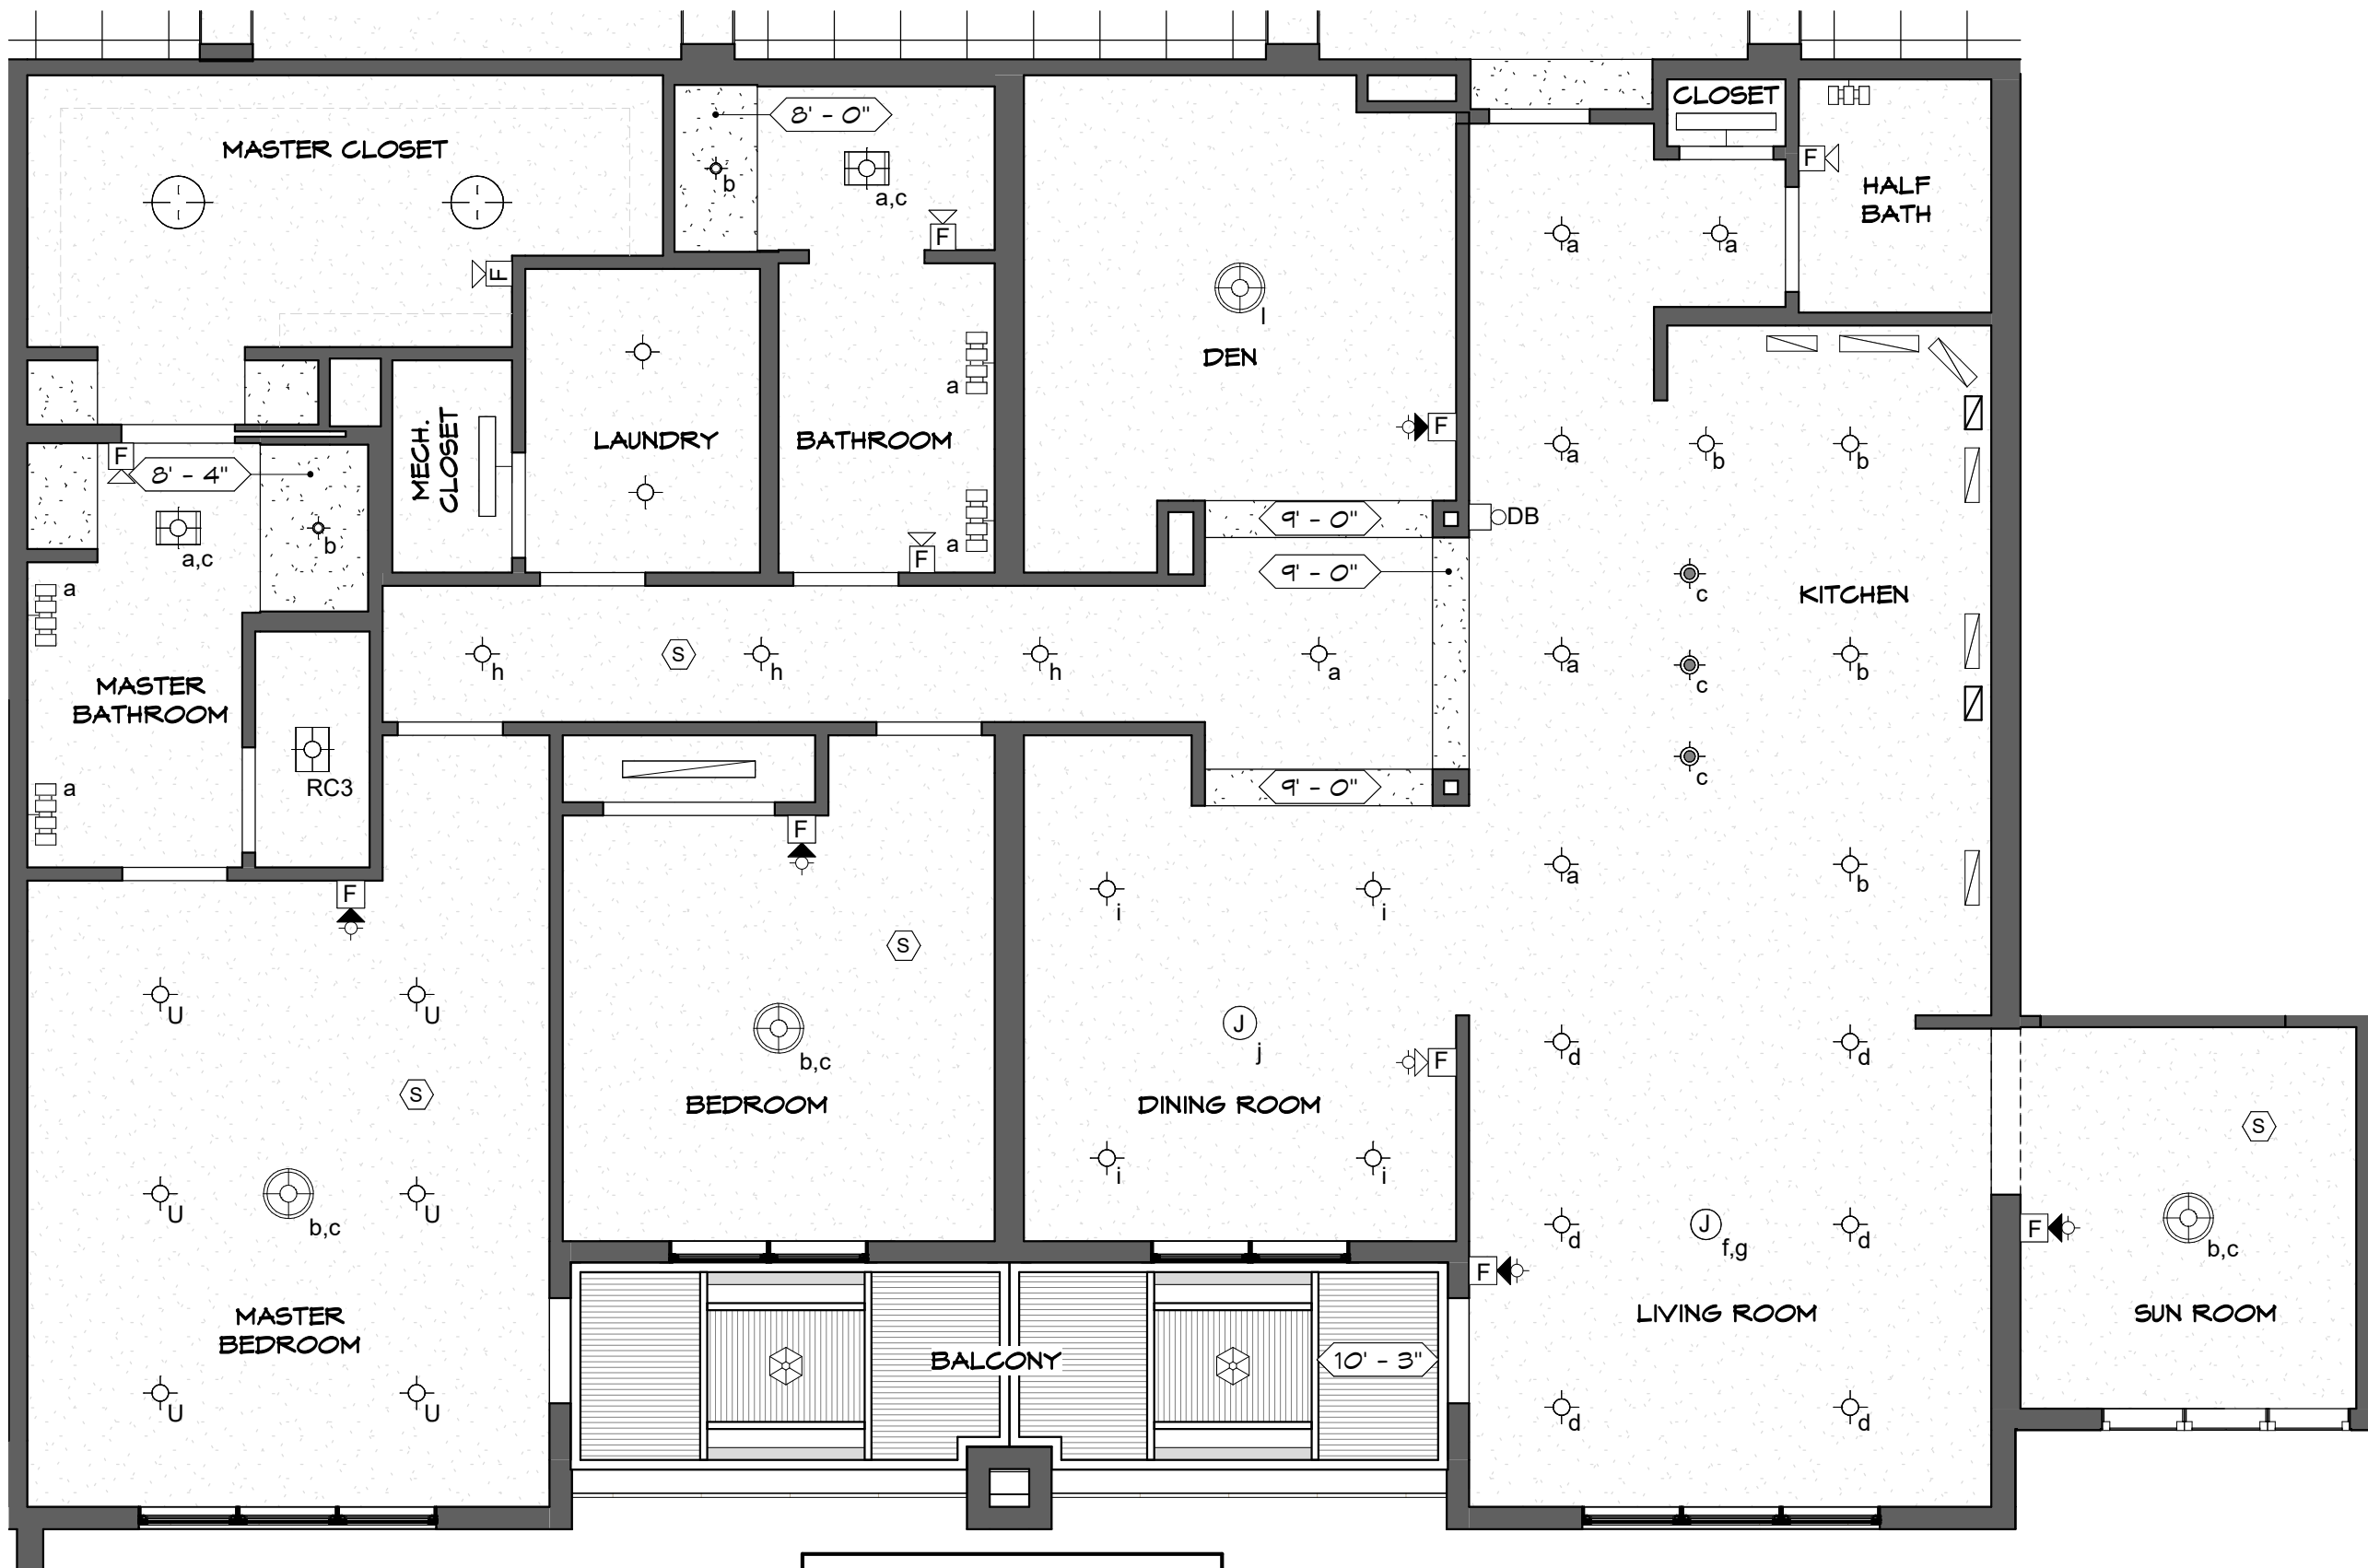 CLOSET
8' - 0"
MASTER CLOSET
F
b
a,c
HALF
BATH
F
a
a
F
l
DEN
a
MECH.
CLOSET
LAUNDRY
BATHROOM
F
a
b
b
F
8' - 4"
9' - 0"
DB
b
a,c
a
F
9' - 0"
c
a
KITCHEN
h
S
h
h
a
a
c
b
MASTER
BATHROOM
c
RC3
a
9' - 0"
F
F
i
i
a
b
S
U
U
J
j
b,c
d
d
F
S
BEDROOM
DINING ROOM
S
i
i
U
U
b,c
d
J
f,g
d
F
b,c
F
MASTER
BEDROOM
LIVING ROOM
SUN ROOM
BALCONY
10' - 3"
U
U
d
d